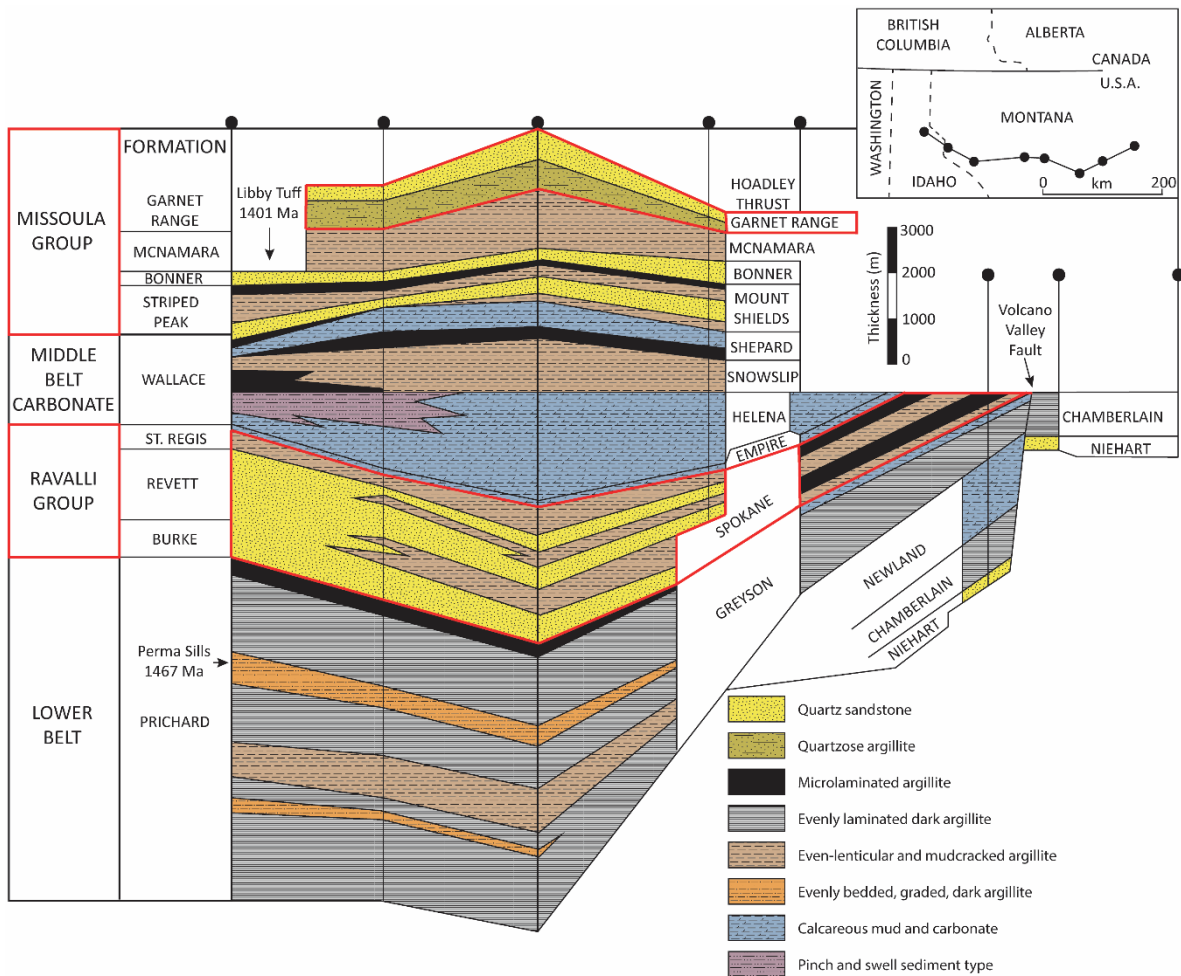 BRITISH
COLUMBIA
ALBERTA
CANADA
U.S.A.
WASHINGTON
MONTANA
IDAHO
0 km 200
FORMATION
MISSOULA
GROUP
GARNET
RANGE
MCNAMARA
BONNER
STRIPED
PEAK
MIDDLE
BELT
CARBONATE
WALLACE
RAVALLI
GROUP
ST. REGIS
REVETT
BURKE
LOWER
BELT
PRICHARD
Libby Tuff
1401 Ma
Perma Sills
1467 Ma
HOADLEY
THRUST
GARNET RANGE
MCNAMARA
BONNER
MOUNT
SHIELDS
SHEPARD
SNOWSLIP
HELENA
EMPIRE
SPOKANE
GREYSON
NEWLAND
CHAMBERLAIN
NIEHART
Thickness (m)
3000
2000
1000
0
Volcano
Valley
Fault
CHAMBERLAIN
NIEHART
Quartz sandstone
Quartzose argillite
Microlaminated argillite
Evenly laminated dark argillite
Even-lenticular and mudcracked argillite
Evenly bedded, graded, dark argillite
Calcareous mud and carbonate
Pinch and swell sediment type